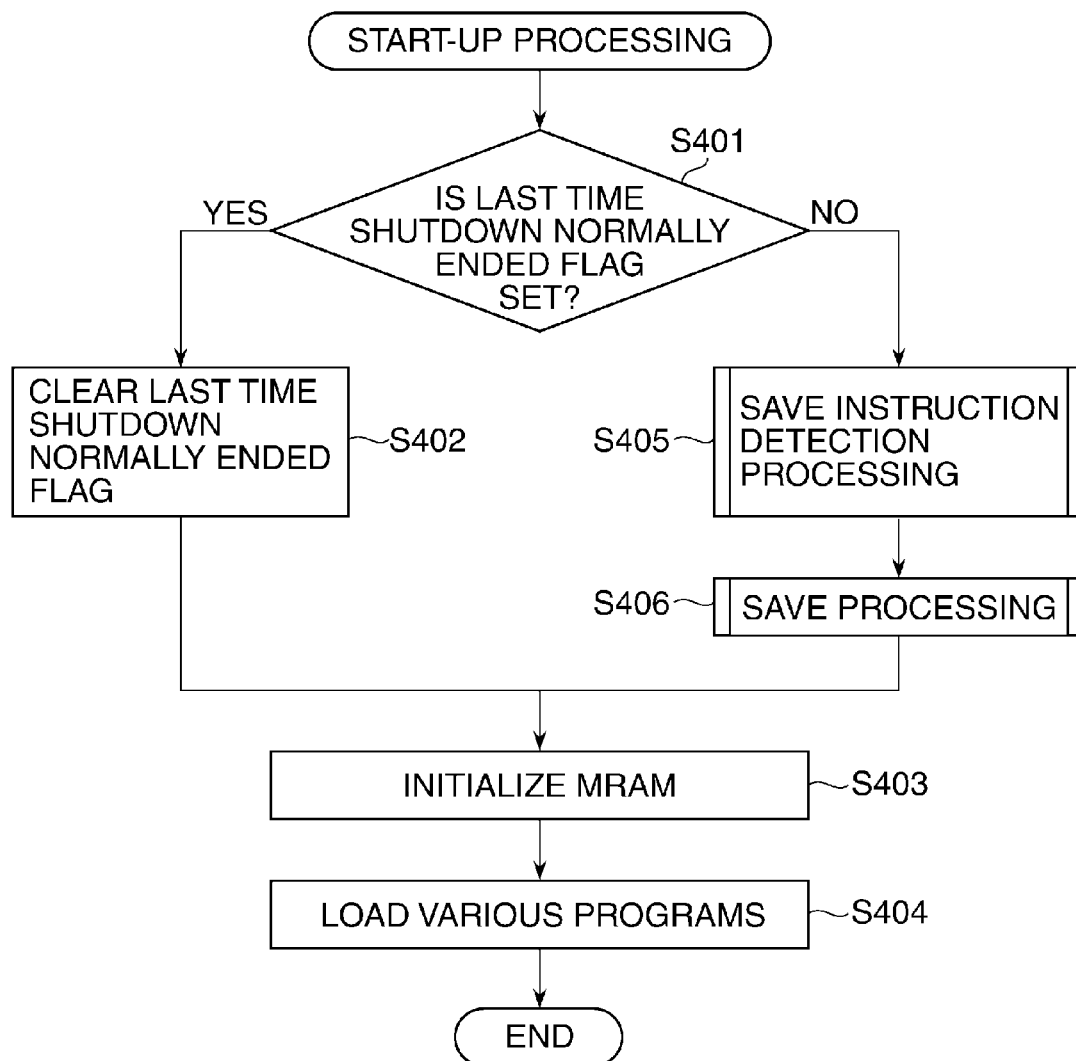 START-UP PROCESSING
S401
IS LAST TIME
SHUTDOWN NORMALLY
ENDED FLAG
SET?
YES
NO
CLEAR LAST TIME
SHUTDOWN
NORMALLY ENDED
FLAG
S402
S405
SAVE INSTRUCTION
DETECTION
PROCESSING
S406
SAVE PROCESSING
INITIALIZE MRAM
S403
LOAD VARIOUS PROGRAMS
S404
END